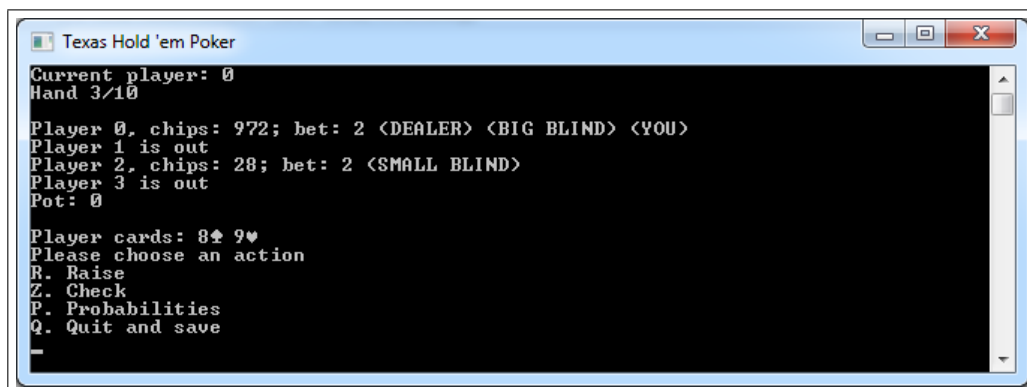 Texas Hold 'em Poker
Current player: 0
Hand 3/10
Player 0, chips: 972; bet: 2 (DEALER) (BIG BLIND) (YOU)
Player 1 is out
Player 2, chips: 28; bet: 2 (SMALL BLIND)
Player 3 is out
Pot: 0
Player cards: 8♠ 9♥
Please choose an action
R. Raise
Z. Check
P. Probabilities
Q. Quit and save